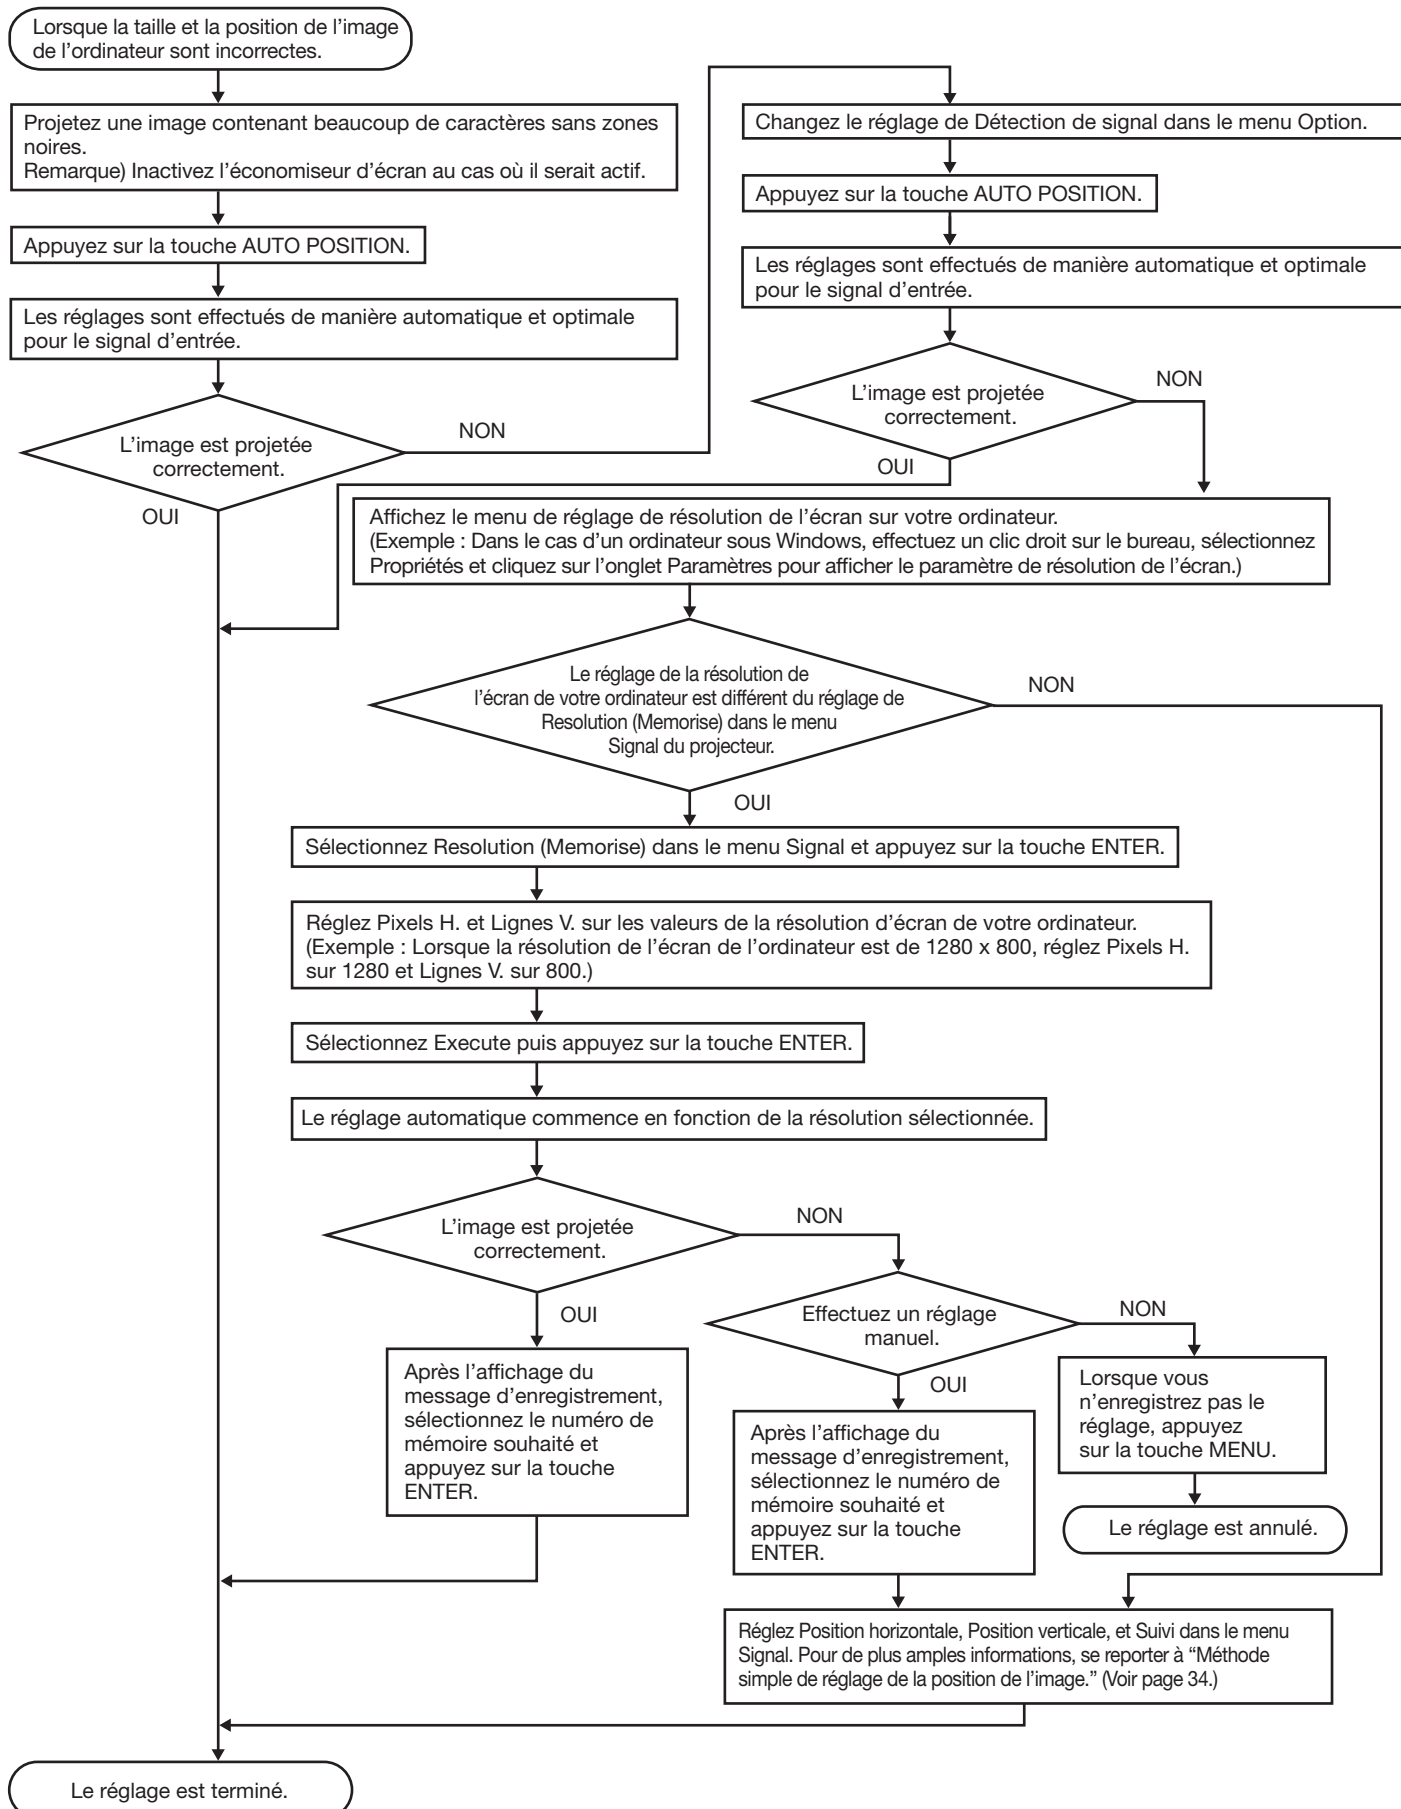 Lorsque la taille et la position de l’image
de l’ordinateur sont incorrectes.
Projetez une image contenant beaucoup de caractères sans zones
noires.
Remarque) Inactivez l’économiseur d’écran au cas où il serait actif.
Appuyez sur la touche AUTO POSITION.
Les réglages sont effectués de manière automatique et optimale
pour le signal d’entrée.
L’image est projetée
correctement.
NON
OUI
Changez le réglage de Détection de signal dans le menu Option.
Appuyez sur la touche AUTO POSITION.
Les réglages sont effectués de manière automatique et optimale
pour le signal d’entrée.
L’image est projetée
correctement.
NON
OUI
Affichez le menu de réglage de résolution de l’écran sur votre ordinateur.
(Exemple : Dans le cas d’un ordinateur sous Windows, effectuez un clic droit sur le bureau, sélectionnez
Propriétés et cliquez sur l’onglet Paramètres pour afficher le paramètre de résolution de l’écran.)
Le réglage de la résolution de
l’écran de votre ordinateur est différent du réglage de
Resolution (Memorise) dans le menu
Signal du projecteur.
NON
OUI
Sélectionnez Resolution (Memorise) dans le menu Signal et appuyez sur la touche ENTER.
Réglez Pixels H. et Lignes V. sur les valeurs de la résolution d’écran de votre ordinateur.
(Exemple : Lorsque la résolution de l’écran de l’ordinateur est de 1280 x 800, réglez Pixels H.
sur 1280 et Lignes V. sur 800.)
Sélectionnez Execute puis appuyez sur la touche ENTER.
Le réglage automatique commence en fonction de la résolution sélectionnée.
L’image est projetée
correctement.
NON
OUI
Après l’affichage du
message d’enregistrement,
sélectionnez le numéro de
mémoire souhaité et
appuyez sur la touche
ENTER.
Effectuez un réglage
manuel.
NON
OUI
Après l’affichage du
message d’enregistrement,
sélectionnez le numéro de
mémoire souhaité et
appuyez sur la touche
ENTER.
Lorsque vous
n’enregistrez pas le
réglage, appuyez
sur la touche MENU.
Le réglage est annulé.
Réglez Position horizontale, Position verticale, et Suivi dans le menu
Signal. Pour de plus amples informations, se reporter à “Méthode
simple de réglage de la position de l’image.” (Voir page 34.)
Le réglage est terminé.